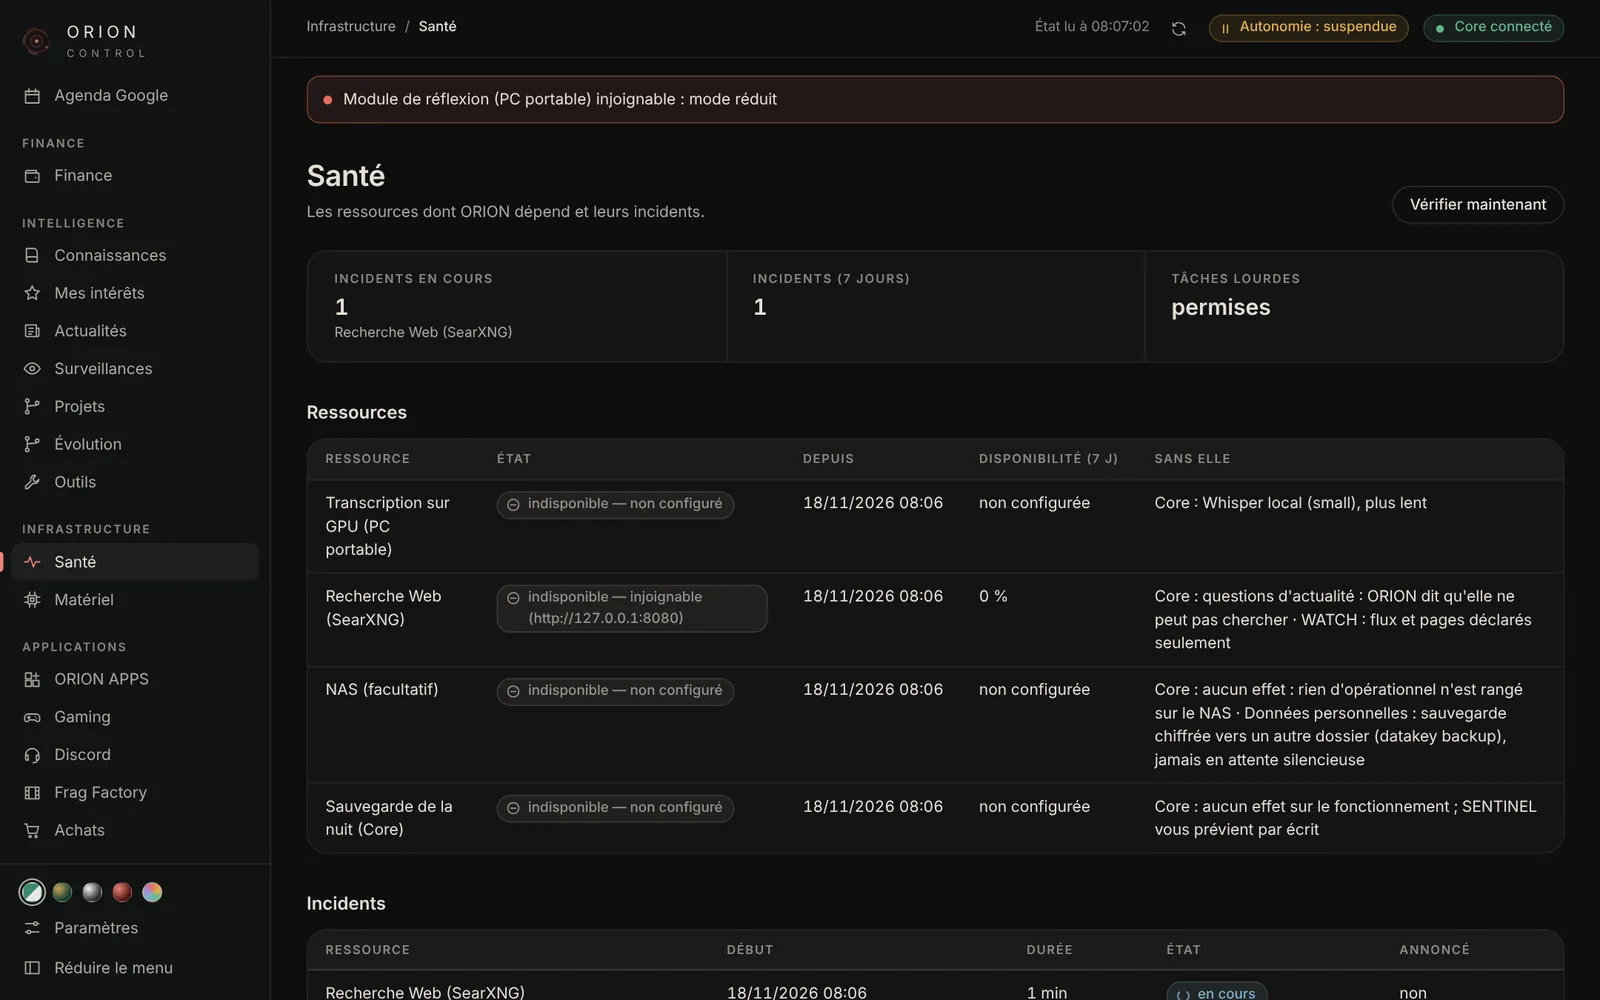 ORION
CONTROL
Agenda Google
FINANCE
Finance
INTELLIGENCE
Connaissances
Mes intérêts
Actualités
Surveillances
Projets
Évolution
Outils
INFRASTRUCTURE
Santé
Matériel
APPLICATIONS
ORION APPS
Gaming
Discord
Frag Factory
Achats
Paramètres
Réduire le menu
Infrastructure / Santé
État lu à 08:07:02
Autonomie : suspendue
Core connecté
Module de réflexion (PC portable) injoignable : mode réduit
Santé
Les ressources dont ORION dépend et leurs incidents.
Vérifier maintenant
INCIDENTS EN COURS
1
Recherche Web (SearXNG)
INCIDENTS (7 JOURS)
1
TÂCHES LOURDES
permises
Ressources
RESSOURCE ÉTAT DEPUIS DISPONIBILITÉ (7 J) SANS ELLE
Transcription sur
GPU (PC
portable)
indisponible — non configuré
18/11/2026 08:06
non configurée
Core : Whisper local (small), plus lent
Recherche Web
(SearXNG)
indisponible — injoignable
(http://127.0.0.1:8080)
18/11/2026 08:06
0 %
Core : questions d'actualité : ORION dit qu'elle ne
peut pas chercher · WATCH : flux et pages déclarés
seulement
NAS (facultatif)
indisponible — non configuré
18/11/2026 08:06
non configurée
Core : aucun effet : rien d'opérationnel n'est rangé
sur le NAS · Données personnelles : sauvegarde
chiffrée vers un autre dossier (datakey backup),
jamais en attente silencieuse
Sauvegarde de la
nuit (Core)
indisponible — non configuré
18/11/2026 08:06
non configurée
Core : aucun effet sur le fonctionnement ; SENTINEL
vous prévient par écrit
Incidents
RESSOURCE DÉBUT DURÉE ÉTAT ANNONCÉ
Recherche Web (SearXNG) 18/11/2026 08:06 1 min en cours non